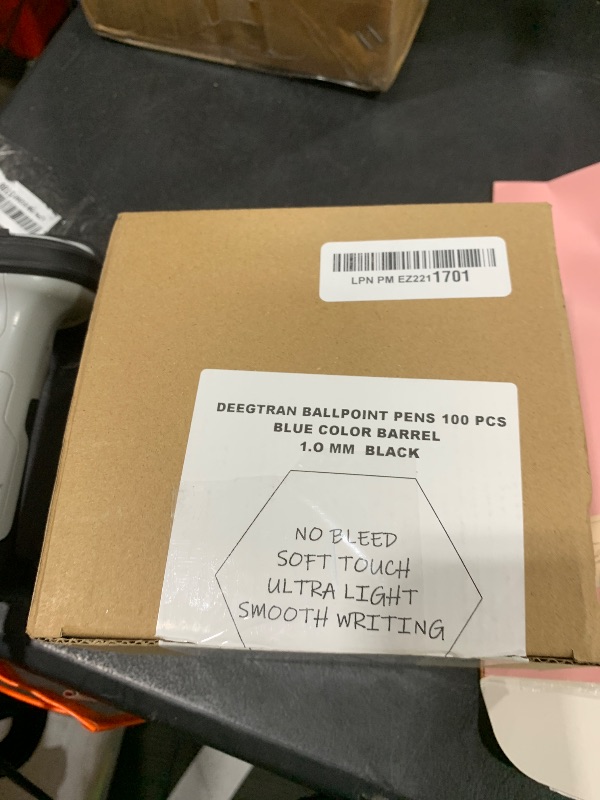 LPN PM EZ2211701
DEEGTRAN BALLPOINT PENS 100 PCS
BLUE COLOR BARREL
1.0 MM BLACK
NO BLEED
SOFT TOUCH
ULTRA LIGHT
SMOOTH WRITING